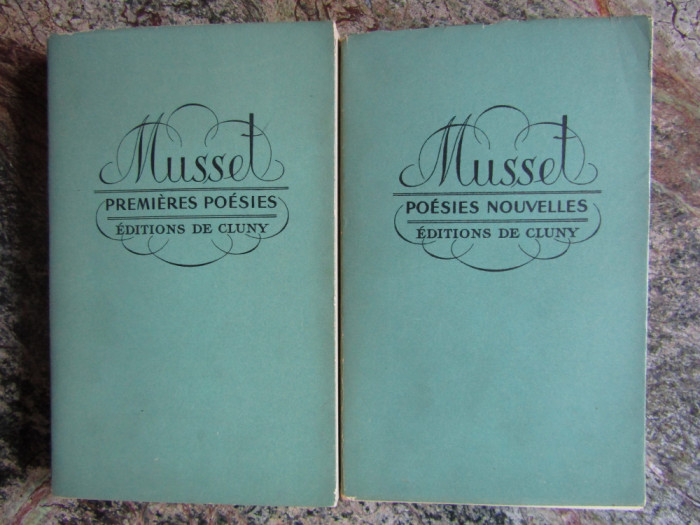 Musset
PREMIÈRES POÉSIES
ÉDITIONS DE CLUNY
Musset
POÉSIES NOUVELLES
ÉDITIONS DE CLUNY